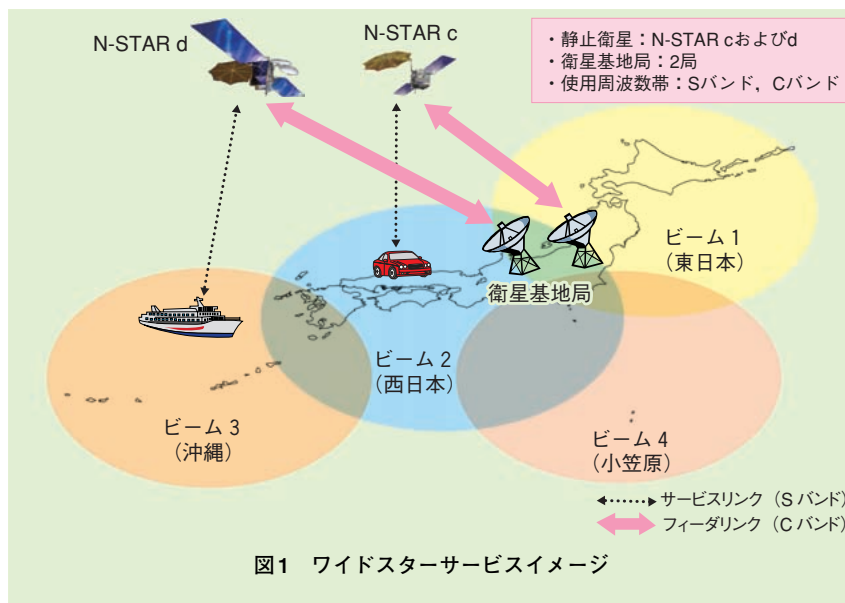 N-STAR d
N-STAR c
・静止衛星：N-STAR cおよびd
・衛星基地局：2局
・使用周波数帯：Sバンド，Cバンド
ビーム 1
（東日本）
衛星基地局
ビーム 2
（西日本）
ビーム 3
（沖縄）
ビーム 4
（小笠原）
サービスリンク（S バンド）
フィーダリンク（C バンド）
図1　ワイドスターサービスイメージ